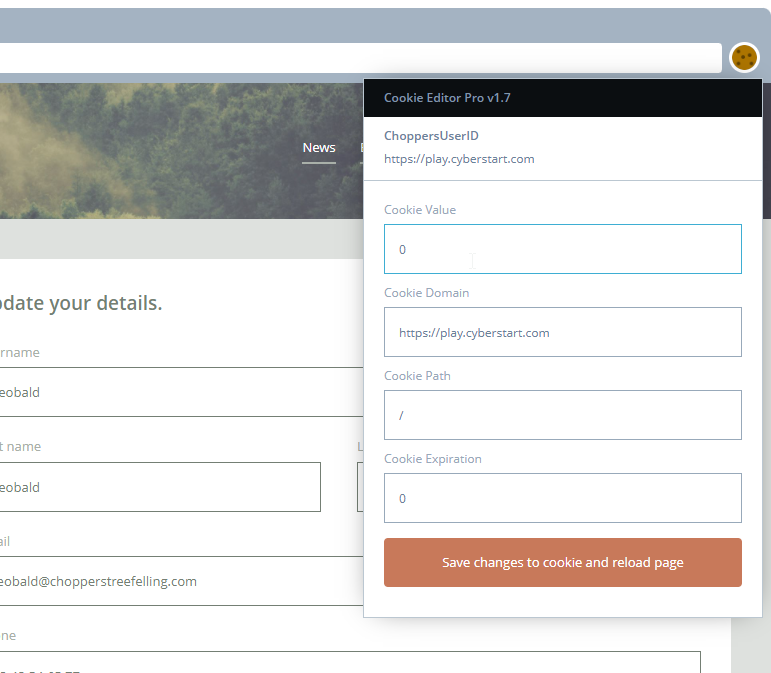 Cookie Editor Pro v1.7
ChoppersUserID
https://play.cyberstart.com
News
Cookie Value
0
Cookie Domain
https://play.cyberstart.com
Cookie Path
/
Cookie Expiration
0
Save changes to cookie and reload page
pdate your details.
rname
eobald
t name
L
eobald
ail
eobald@chopperstreefelling.com
ne